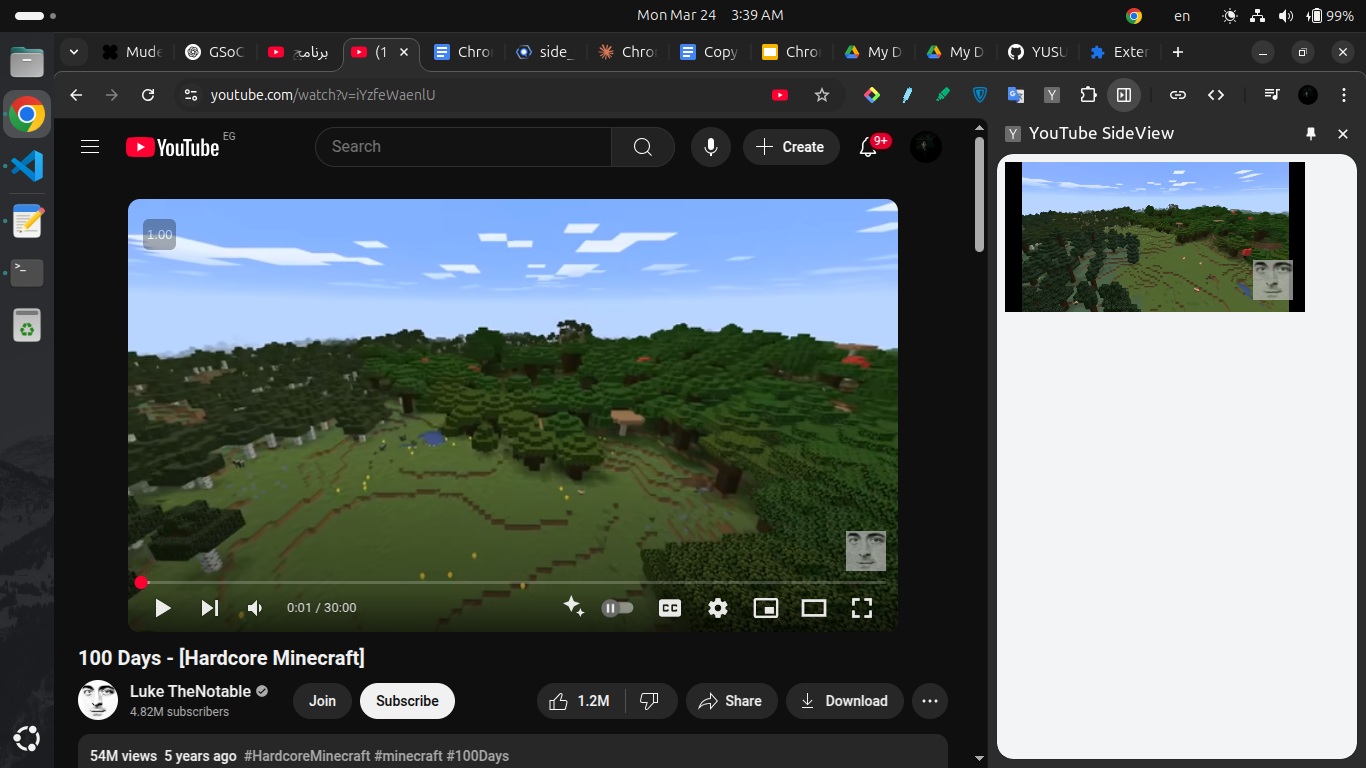 Mon Mar 24 3:39 AM
en
99%
Mude
GSoC
برنامج
(1
Chro
side_
Chro
Copy
Chro
My D
My D
YUSU
Exter
youtube.com/watch?v=iYzfeWaenlU
YouTube EG
Search
Create
9+
Y YouTube SideView
1.00
0:01 / 30:00
CC
100 Days - [Hardcore Minecraft]
Luke TheNotable
4.82M subscribers
Join
Subscribe
1.2M
Share
Download
54M views 5 years ago #HardcoreMinecraft #minecraft #100Days